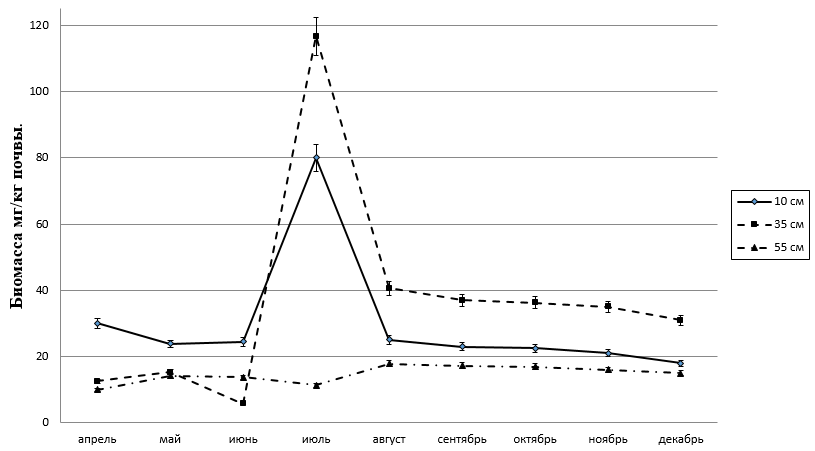 Биомасса мг/кг почвы.
120
100
80
60
40
20
0
апрель май июнь июль август сентябрь октябрь ноябрь декабрь
10 см
35 см
55 см